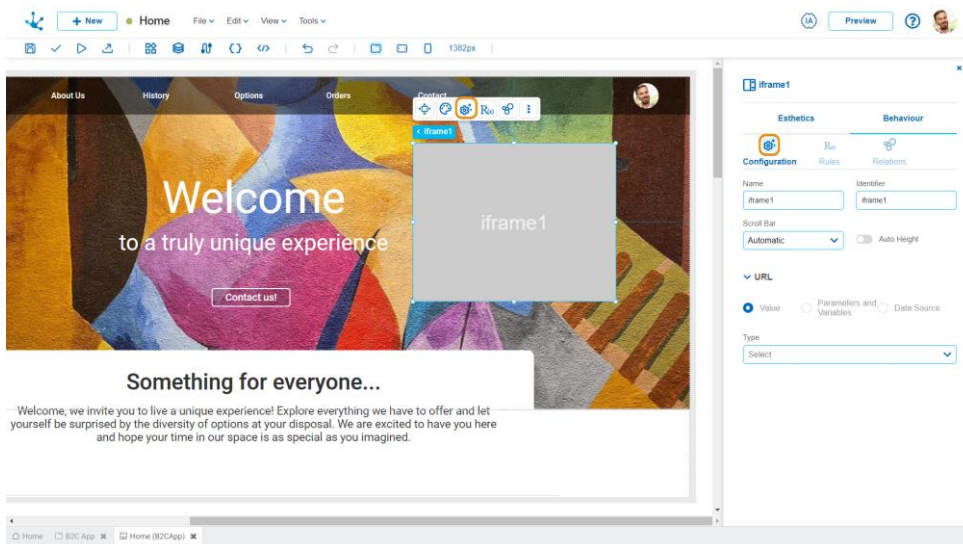 + New
Home
File
Edit
View
Tools
IA
Preview
?
1382px
About Us
History
Options
Orders
Contact
< iframe1
iframe1
Welcome
to a truly unique experience
Contact us!
Something for everyone...
Welcome, we invite you to live a unique experience! Explore everything we have to offer and let
yourself be surprised by the diversity of options at your disposal. We are excited to have you here
and hope your time in our space is as special as you imagined.
iframe1
Esthetics
Behaviour
Configuration
Rules
Relations
Name
Identifier
iframe1
iframe1
Scroll Bar
Automatic
Auto Height
URL
Value
Parameters and
Variables
Data Source
Type
Select
Home
B2C App
Home (B2CApp)